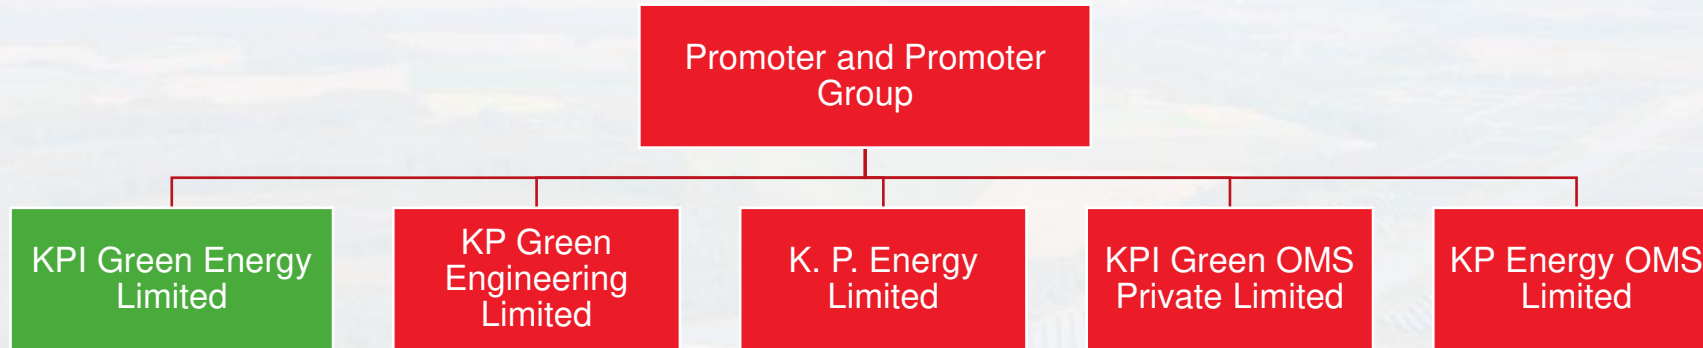 Promoter and Promoter
Group
KPI Green Energy
Limited
KP Green
Engineering
Limited
K. P. Energy
Limited
KPI Green OMS
Private Limited
KP Energy OMS
Limited